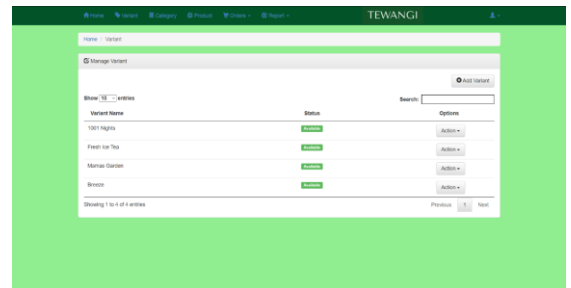 Home Variant Category Product Orders Report TEWANGI
Home / Variant
Manage Variant
Add Variant
Show 10 entries Search:
Variant Name Status Options
1001 Nights Available Action
Fresh Ice Tea Available Action
Mamas Garden Available Action
Breeze Available Action
Showing 1 to 4 of 4 entries Previous 1 Next